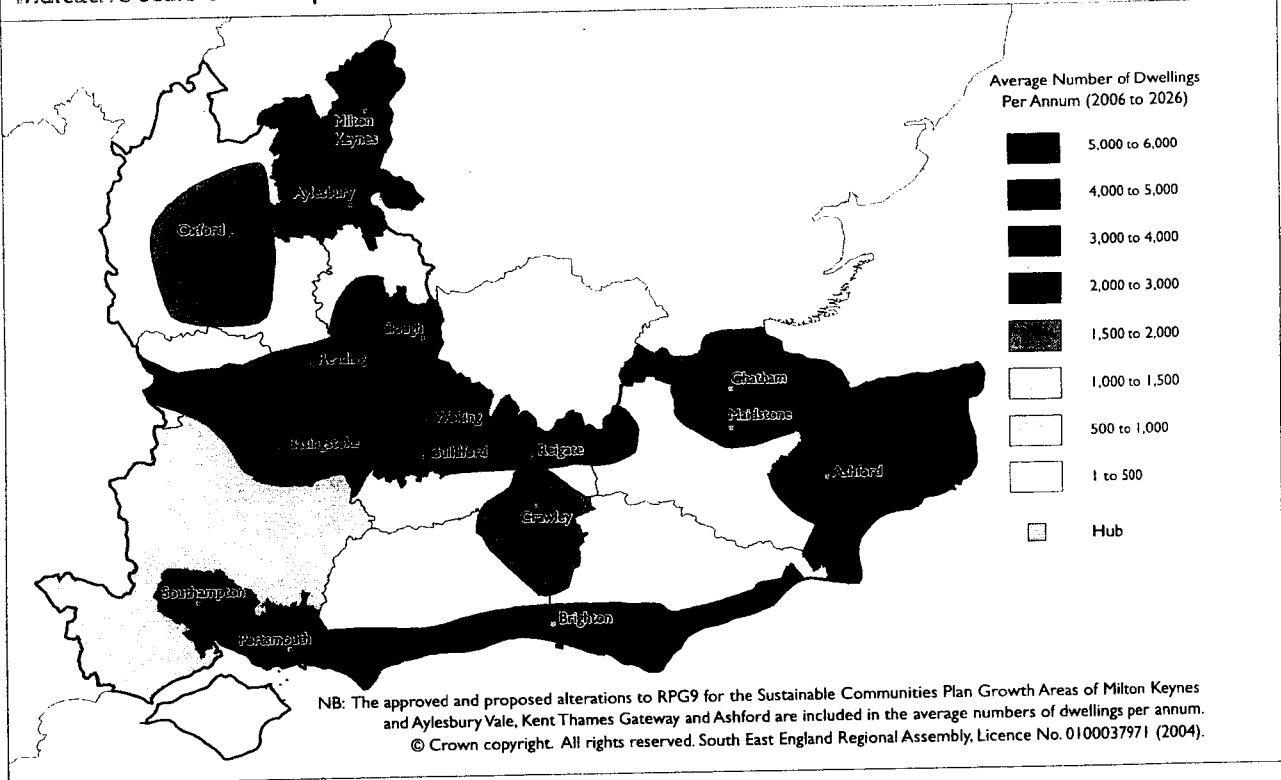 Average Number of Dwellings
Per Annum (2006 to 2026)
5,000 to 6,000
4,000 to 5,000
3,000 to 4,000
2,000 to 3,000
1,500 to 2,000
1,000 to 1,500
500 to 1,000
1 to 500
Hub
Milton
Keynes
Aylesbury
Oxford
Slough
Reading
Chatham
Maidstone
Woking
Basingstoke
Guildford
Reigate
Ashford
Crawley
Southampton
Brighton
Portsmouth
NB: The approved and proposed alterations to RPG9 for the Sustainable Communities Plan Growth Areas of Milton Keynes
and Aylesbury Vale, Kent Thames Gateway and Ashford are included in the average numbers of dwellings per annum.
© Crown copyright. All rights reserved. South East England Regional Assembly, Licence No. 0100037971 (2004).